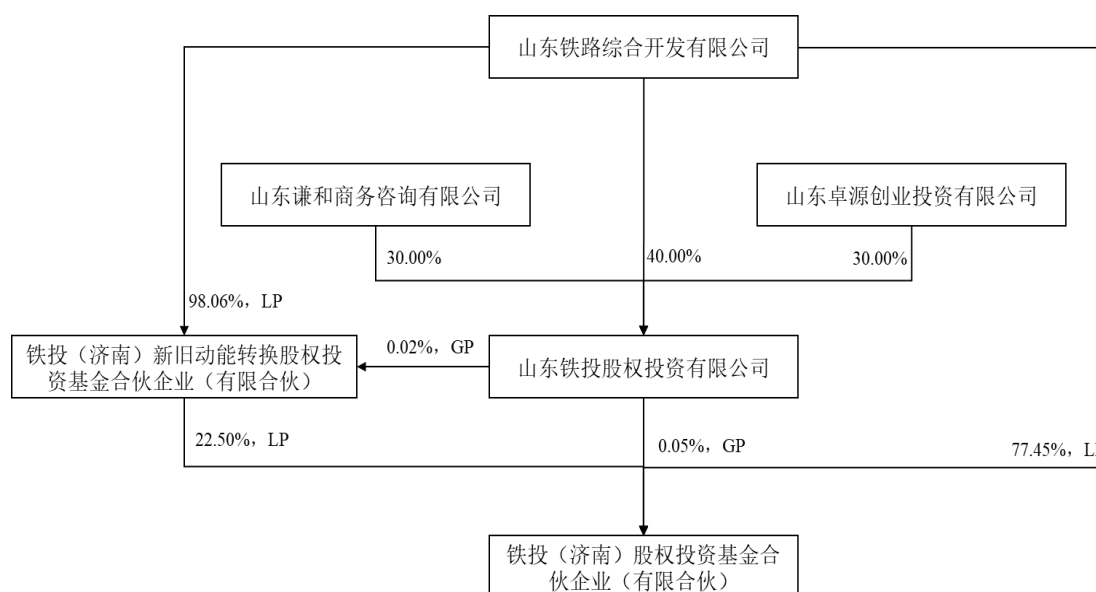 山东铁路综合开发有限公司
山东谦和商务咨询有限公司
山东卓源创业投资有限公司
30.00%
40.00%
30.00%
98.06%，LP
铁投（济南）新旧动能转换股权投
资基金合伙企业（有限合伙）
0.02%，GP
山东铁投股权投资有限公司
22.50%，LP
0.05%，GP
77.45%，LP
铁投（济南）股权投资基金合
伙企业（有限合伙）